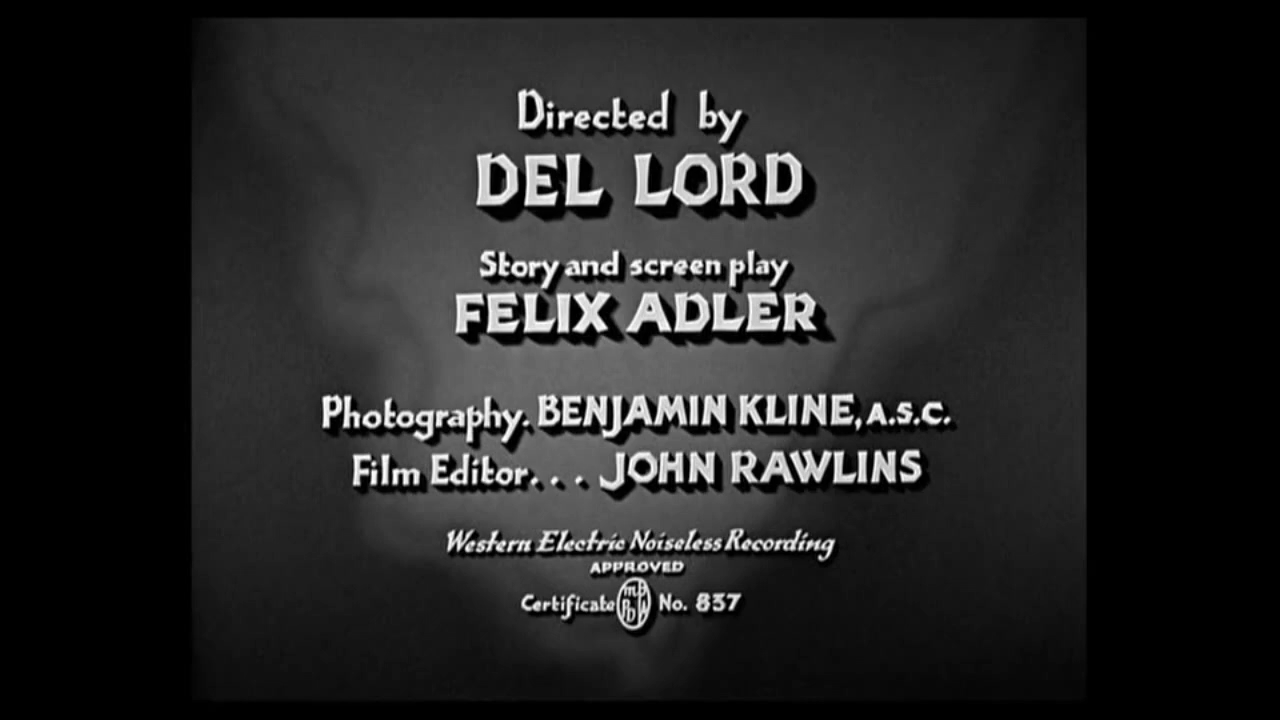 Directed by
DEL LORD
Story and screen play
FELIX ADLER
Photography. BENJAMIN KLINE, A.S.C.
Film Editor. . . JOHN RAWLINS
Western Electric Noiseless Recording
APPROVED
Certificate MPPDA No. 837